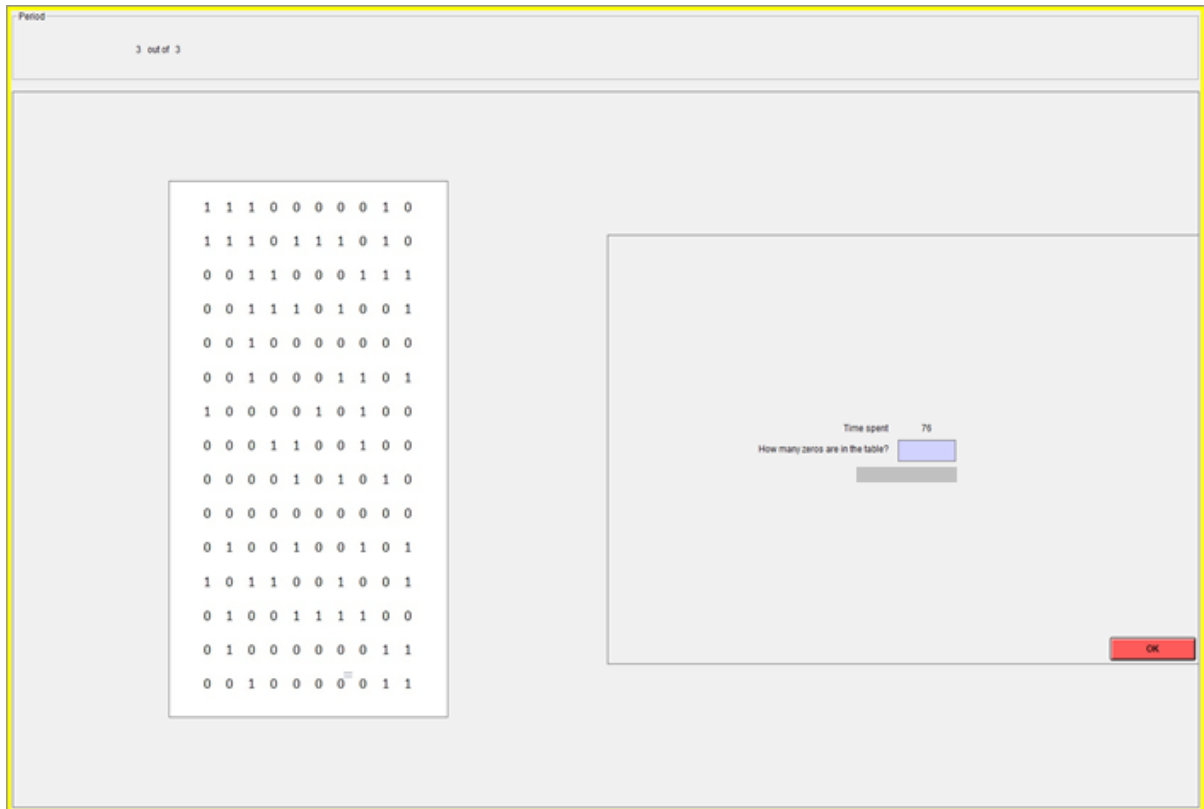 Period
3 out of 3
1 1 1 0 0 0 0 0 1 0
1 1 1 0 1 1 1 0 1 0
0 0 1 1 0 0 0 1 1 1
0 0 1 1 1 0 1 0 0 1
0 0 1 0 0 0 0 0 0 0
0 0 1 0 0 0 1 1 0 1
1 0 0 0 0 1 0 1 0 0
0 0 0 1 1 0 0 1 0 0
0 0 0 0 1 0 1 0 1 0
0 0 0 0 0 0 0 0 0 0
0 1 0 0 1 0 0 1 0 1
1 0 1 1 0 0 1 0 0 1
0 1 0 0 1 1 1 1 0 0
0 1 0 0 0 0 0 0 1 1
0 0 1 0 0 0 0 0 1 1
Time spent 76
How many zeros are in the table?
OK